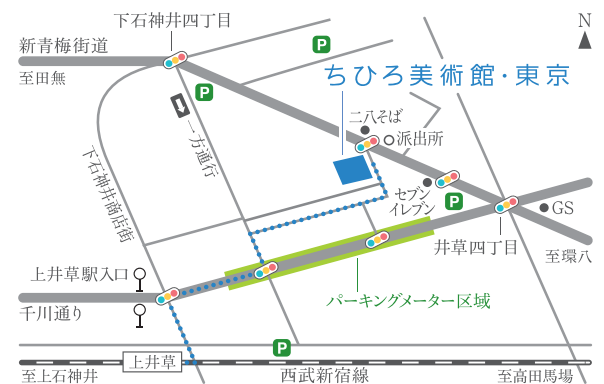 下石神井四丁目
N
新青梅街道
至田無
P
ちひろ美術館・東京
P
一方通行
二八そば
派出所
下石神井商店街
セブン
イレブン
P
GS
井草四丁目
至環八
上井草駅入口
千川通り
パーキングメーター区域
P
上井草
西武新宿線
至上石神井
至高田馬場